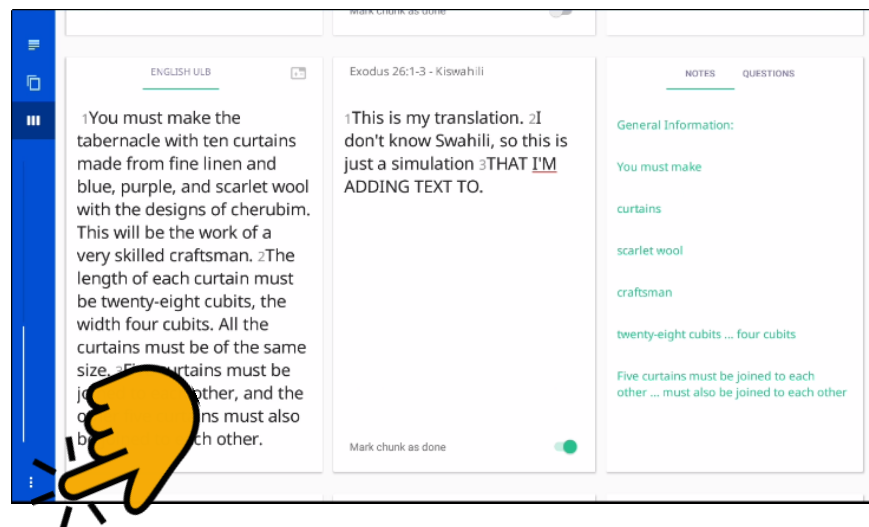 Mark chunk as done
ENGLISH ULB
1You must make the
tabernacle with ten curtains
made from fine linen and
blue, purple, and scarlet wool
with the designs of cherubim.
This will be the work of a
very skilled craftsman. 2The
length of each curtain must
be twenty-eight cubits, the
width four cubits. All the
curtains must be of the same
size. curtains must be
other, and the
must also
other.
Exodus 26:1-3 - Kiswahili
1This is my translation. 2I
don't know Swahili, so this is
just a simulation 3THAT I'M
ADDING TEXT TO.
Mark chunk as done
NOTES QUESTIONS
General Information:
You must make
curtains
scarlet wool
craftsman
twenty-eight cubits ... four cubits
Five curtains must be joined to each
other ... must also be joined to each other